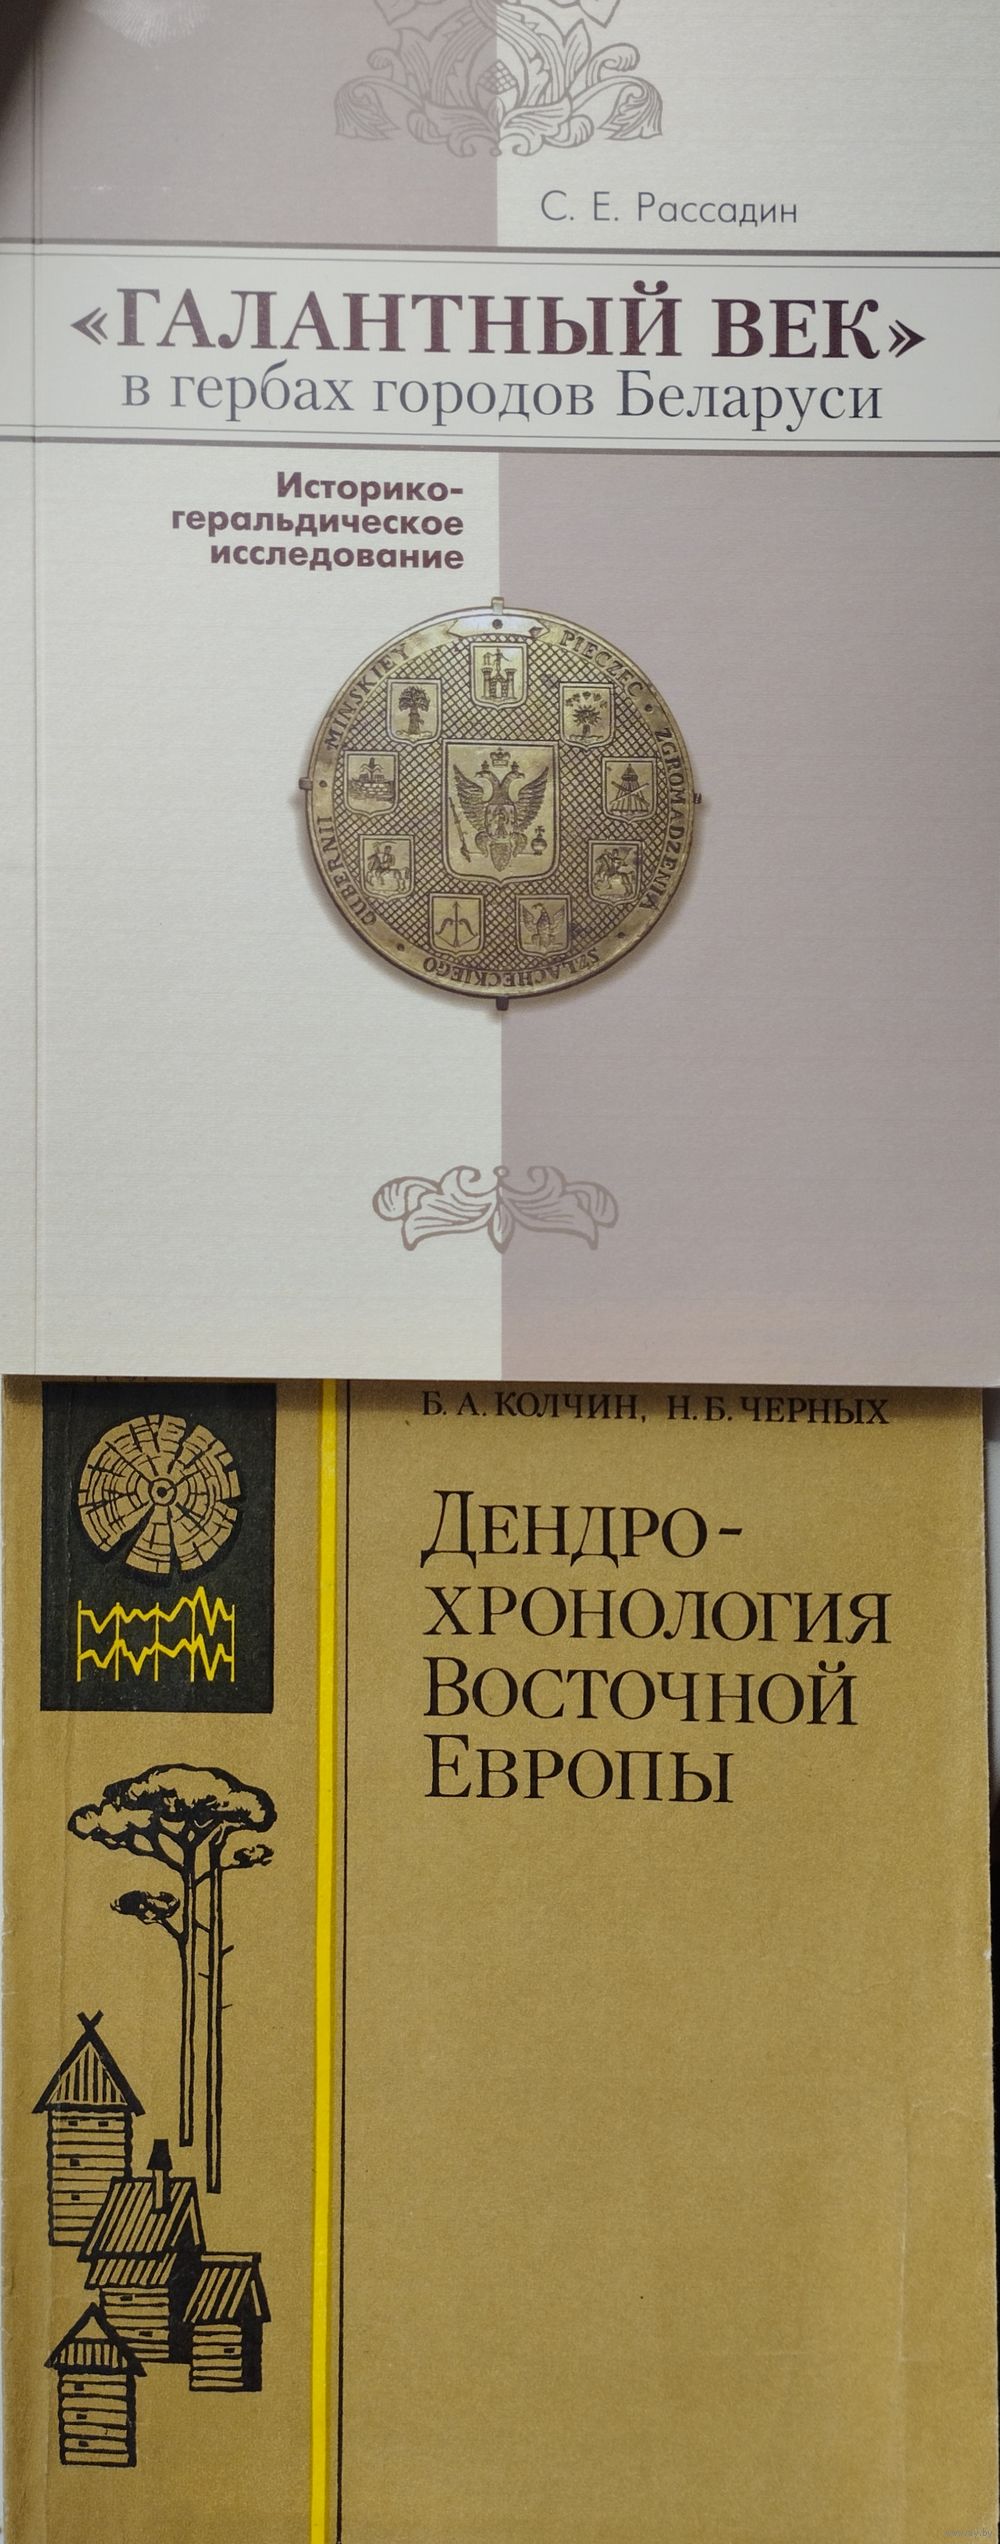 С. Е. Рассадин
«ГАЛАНТНЫЙ ВЕК»
в гербах городов Беларуси
Историко-
геральдическое
исследование
PIECZEC • ZGROMADZENIA • SZLACHECKIEGO • GUBERNII • MINSKIEY
Б. А. КОЛЧИН, Н. Б. ЧЕРНЫХ
ДЕНДРО-
ХРОНОЛОГИЯ
ВОСТОЧНОЙ
ЕВРОПЫ